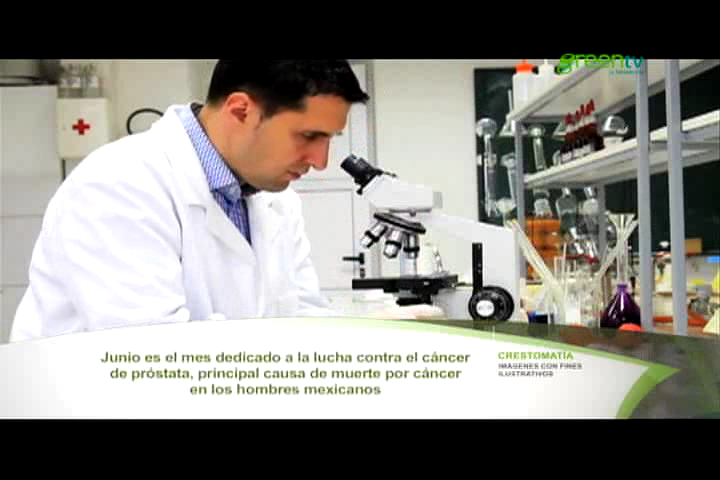 greentv
Junio es el mes dedicado a la lucha contra el cáncer
de próstata, principal causa de muerte por cáncer
en los hombres mexicanos
CRESTOMATÍA
IMÁGENES CON FINES
ILUSTRATIVOS